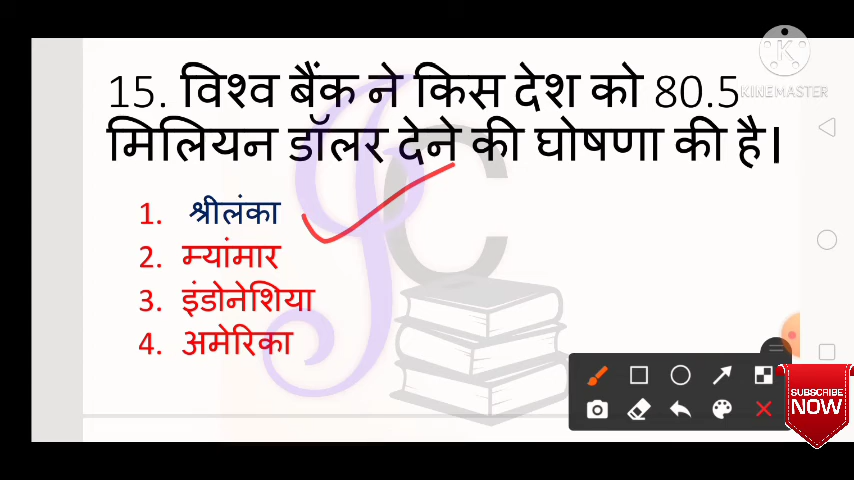 15. विश्व बैंक ने किस देश को 80.5
मिलियन डॉलर देने की घोषणा की है।
1. श्रीलंका
2. म्यांमार
3. इंडोनेशिया
4. अमेरिका
K
KINEMASTER
SUBSCRIBE
NOW